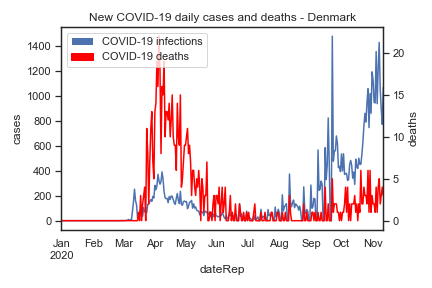 New COVID-19 daily cases and deaths - Denmark
COVID-19 infections
COVID-19 deaths
1400
1200
1000
800
600
400
200
0
cases
20
15
10
5
0
deaths
Jan Feb Mar Apr May Jun Jul Aug Sep Oct Nov
2020
dateRep